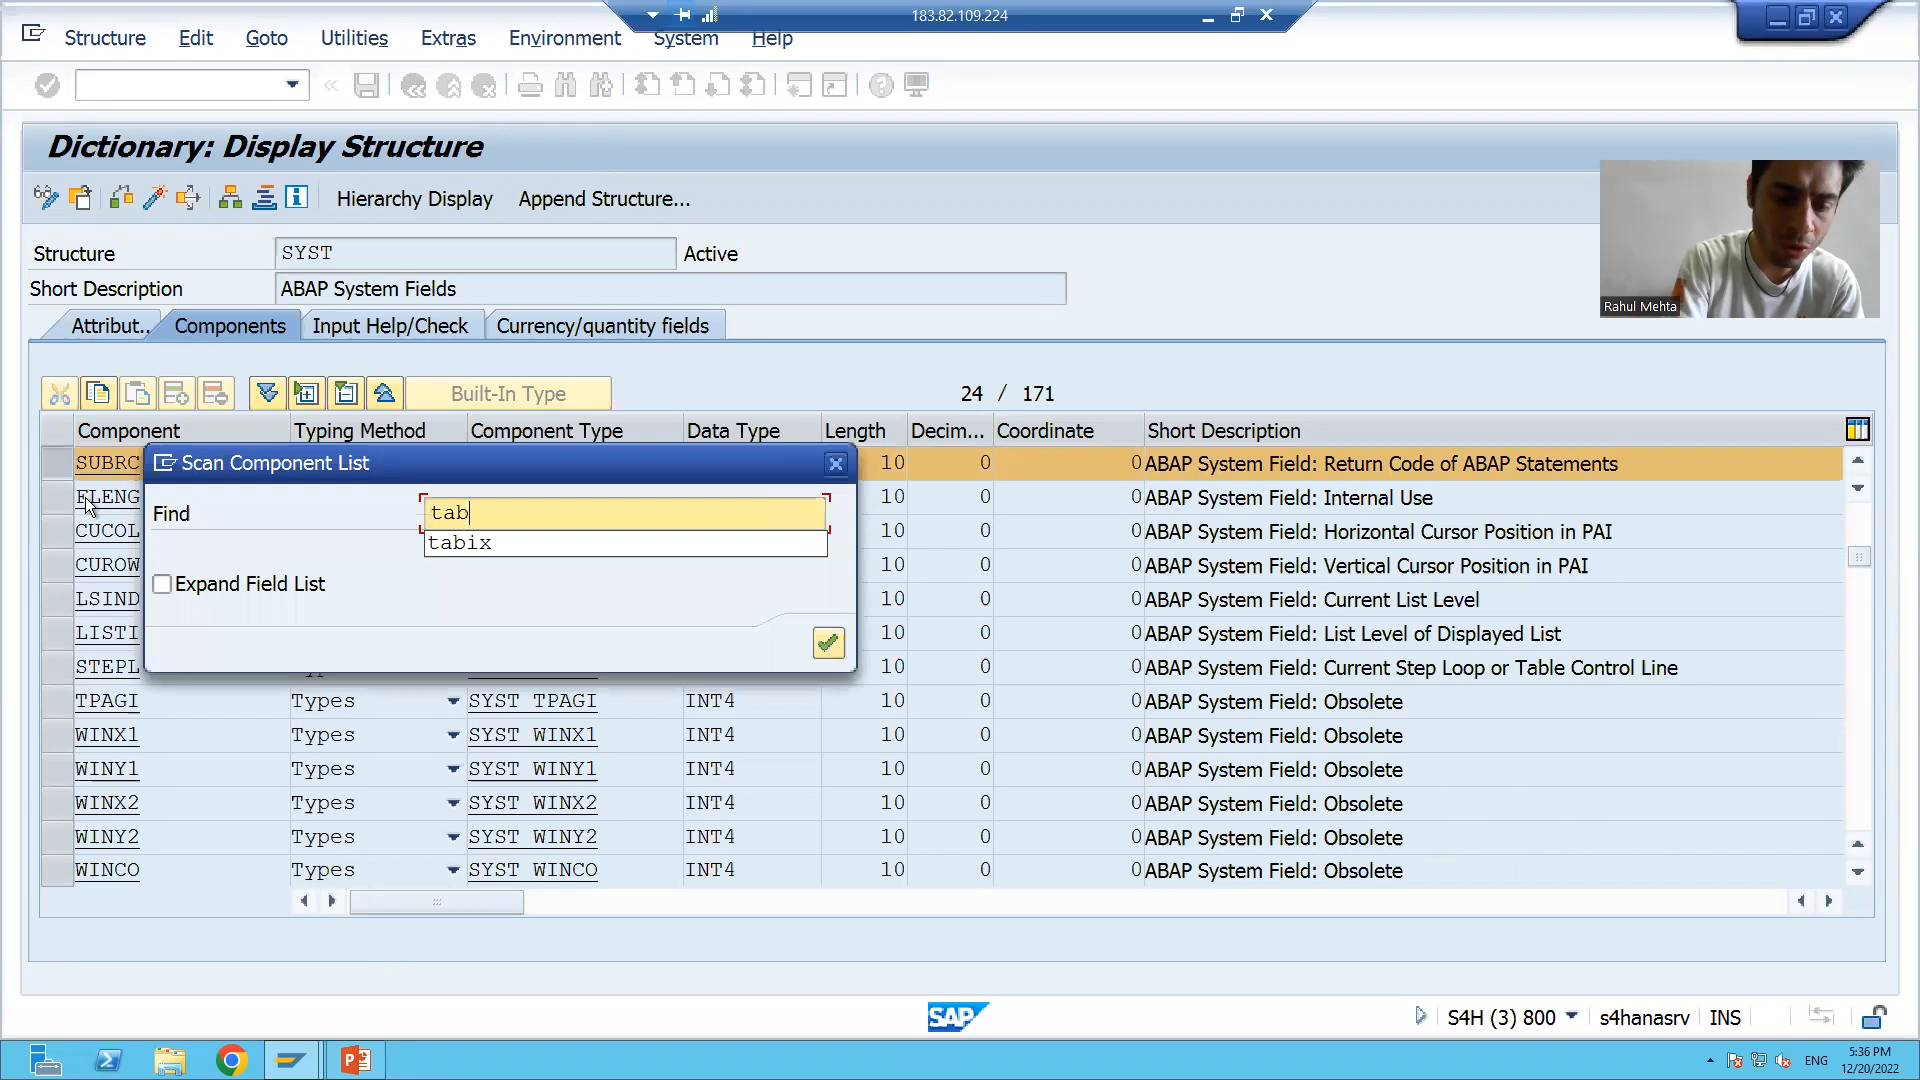 183.82.109.224
Structure Edit Goto Utilities Extras Environment System Help
Dictionary: Display Structure
Hierarchy Display Append Structure...
Structure SYST Active
Short Description ABAP System Fields
Rahul Mehta
Attribut.. Components Input Help/Check Currency/quantity fields
Built-In Type 24 / 171
Component Typing Method Component Type Data Type Length Decim... Coordinate Short Description
SUBRC 10 0 0 ABAP System Field: Return Code of ABAP Statements
FLENG 10 0 0 ABAP System Field: Internal Use
CUCOL 10 0 0 ABAP System Field: Horizontal Cursor Position in PAI
CUROW 10 0 0 ABAP System Field: Vertical Cursor Position in PAI
LSIND 10 0 0 ABAP System Field: Current List Level
LISTI 10 0 0 ABAP System Field: List Level of Displayed List
STEPL 10 0 0 ABAP System Field: Current Step Loop or Table Control Line
Scan Component List
Find tab
tabix
Expand Field List
TPAGI Types SYST_TPAGI INT4 10 0 0 ABAP System Field: Obsolete
WINX1 Types SYST_WINX1 INT4 10 0 0 ABAP System Field: Obsolete
WINY1 Types SYST_WINY1 INT4 10 0 0 ABAP System Field: Obsolete
WINX2 Types SYST_WINX2 INT4 10 0 0 ABAP System Field: Obsolete
WINY2 Types SYST_WINY2 INT4 10 0 0 ABAP System Field: Obsolete
WINCO Types SYST_WINCO INT4 10 0 0 ABAP System Field: Obsolete
SAP S4H (3) 800 s4hanasrv INS
ENG
5:36 PM
12/20/2022